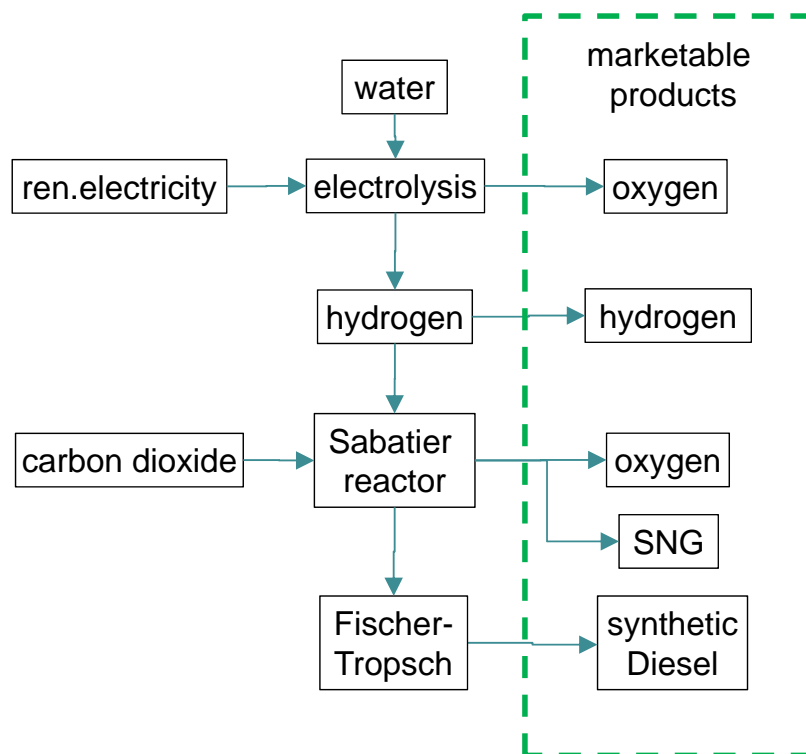 marketable
products
water
ren.electricity
electrolysis
oxygen
hydrogen
hydrogen
carbon dioxide
Sabatier
reactor
oxygen
SNG
Fischer-
Tropsch
synthetic
Diesel